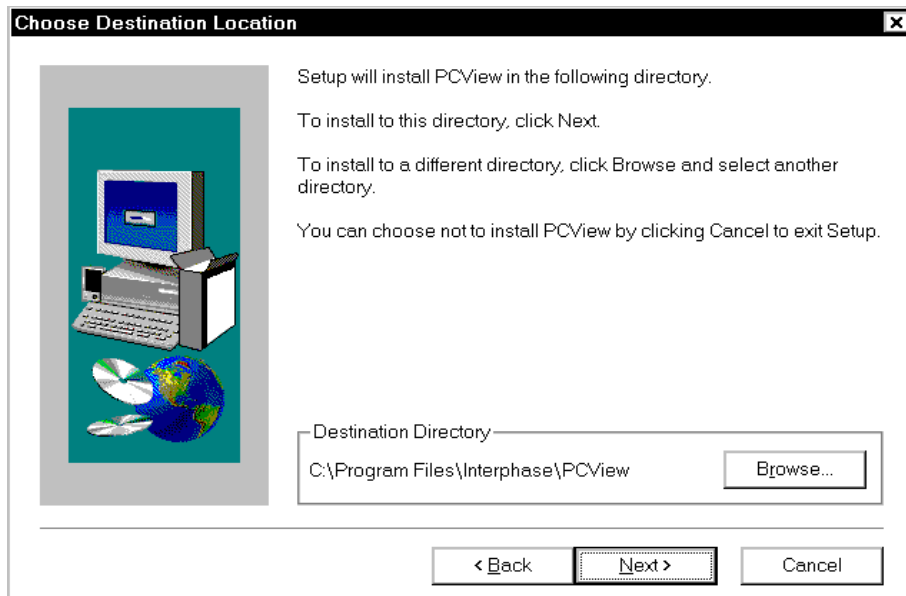 Choose Destination Location
Setup will install PCView in the following directory.
To install to this directory, click Next.
To install to a different directory, click Browse and select another
directory.
You can choose not to install PCView by clicking Cancel to exit Setup.
Destination Directory
C:\Program Files\Interphase\PCView
Browse...
< Back
Next >
Cancel